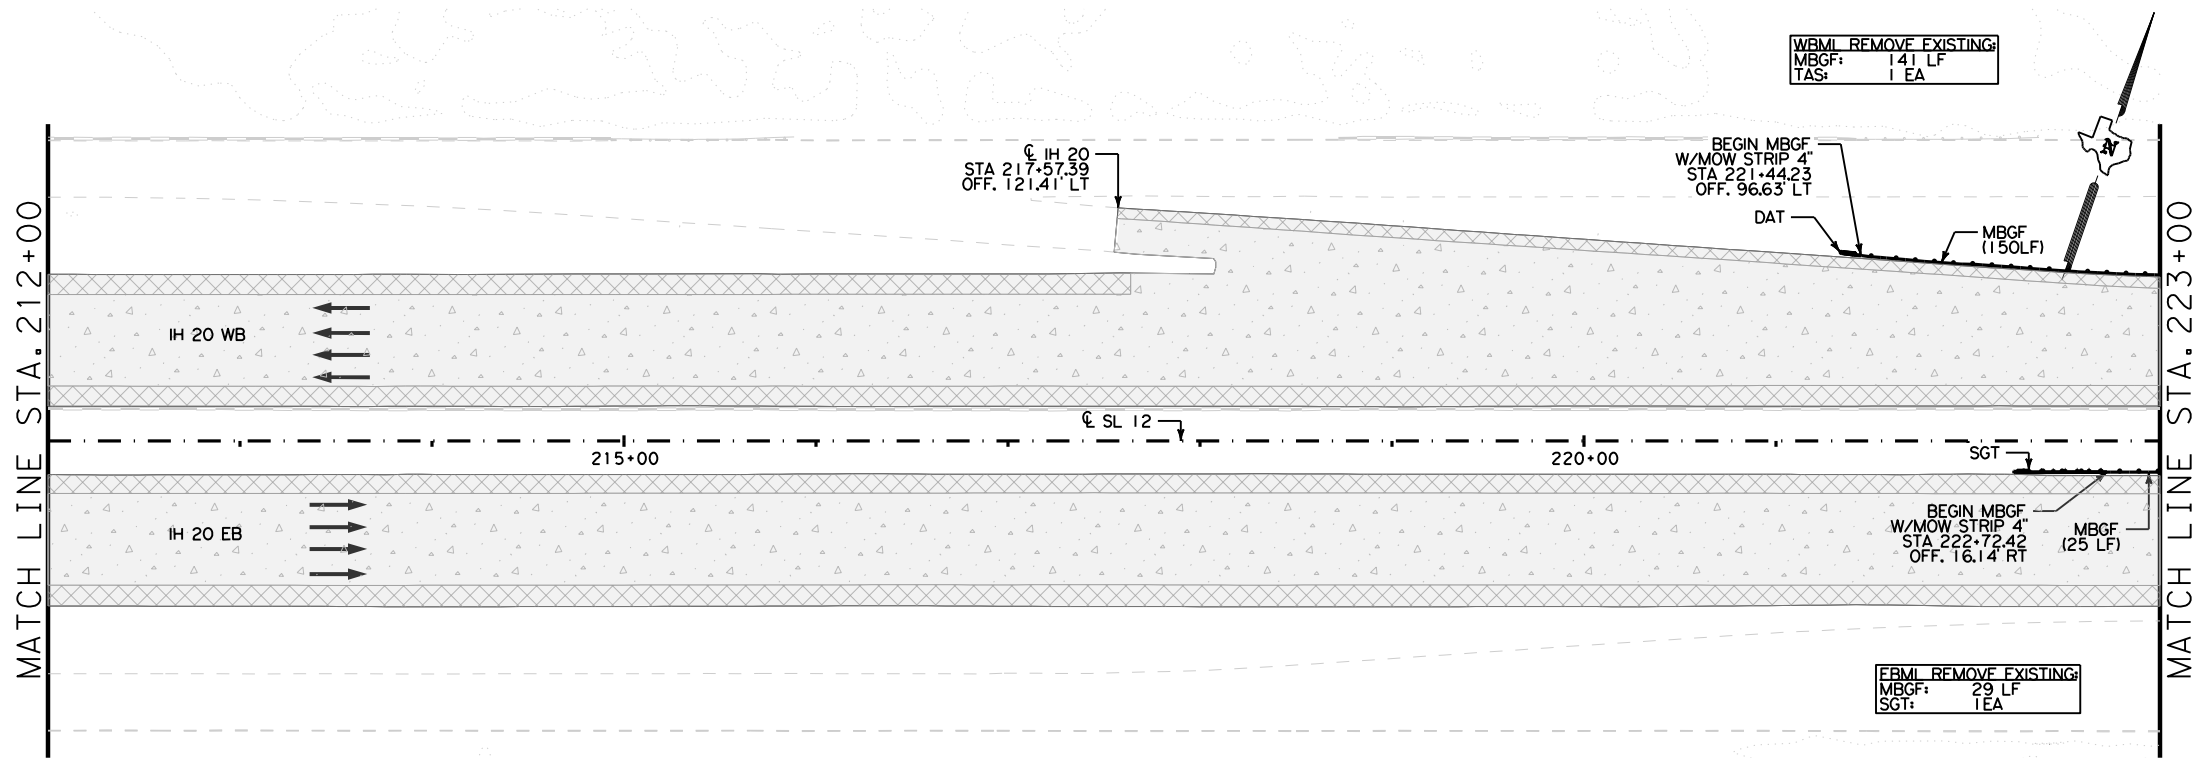 WBML REMOVE EXISTING:
MBGF: 141 LF
TAS: 1 EA
℄ IH 20
STA 217+57.39
OFF. 121.41' LT
BEGIN MBGF
W/MOW STRIP 4"
STA 221+44.23
OFF. 96.63' LT
DAT
MBGF
(150LF)
N
MATCH LINE STA. 212+00
MATCH LINE STA. 223+00
IH 20 WB
℄ SL 12
215+00
220+00
SGT
IH 20 EB
BEGIN MBGF
W/MOW STRIP 4"
STA 222+72.42
OFF. 16.14' RT
MBGF
(25 LF)
EBML REMOVE EXISTING:
MBGF: 29 LF
SGT: 1EA